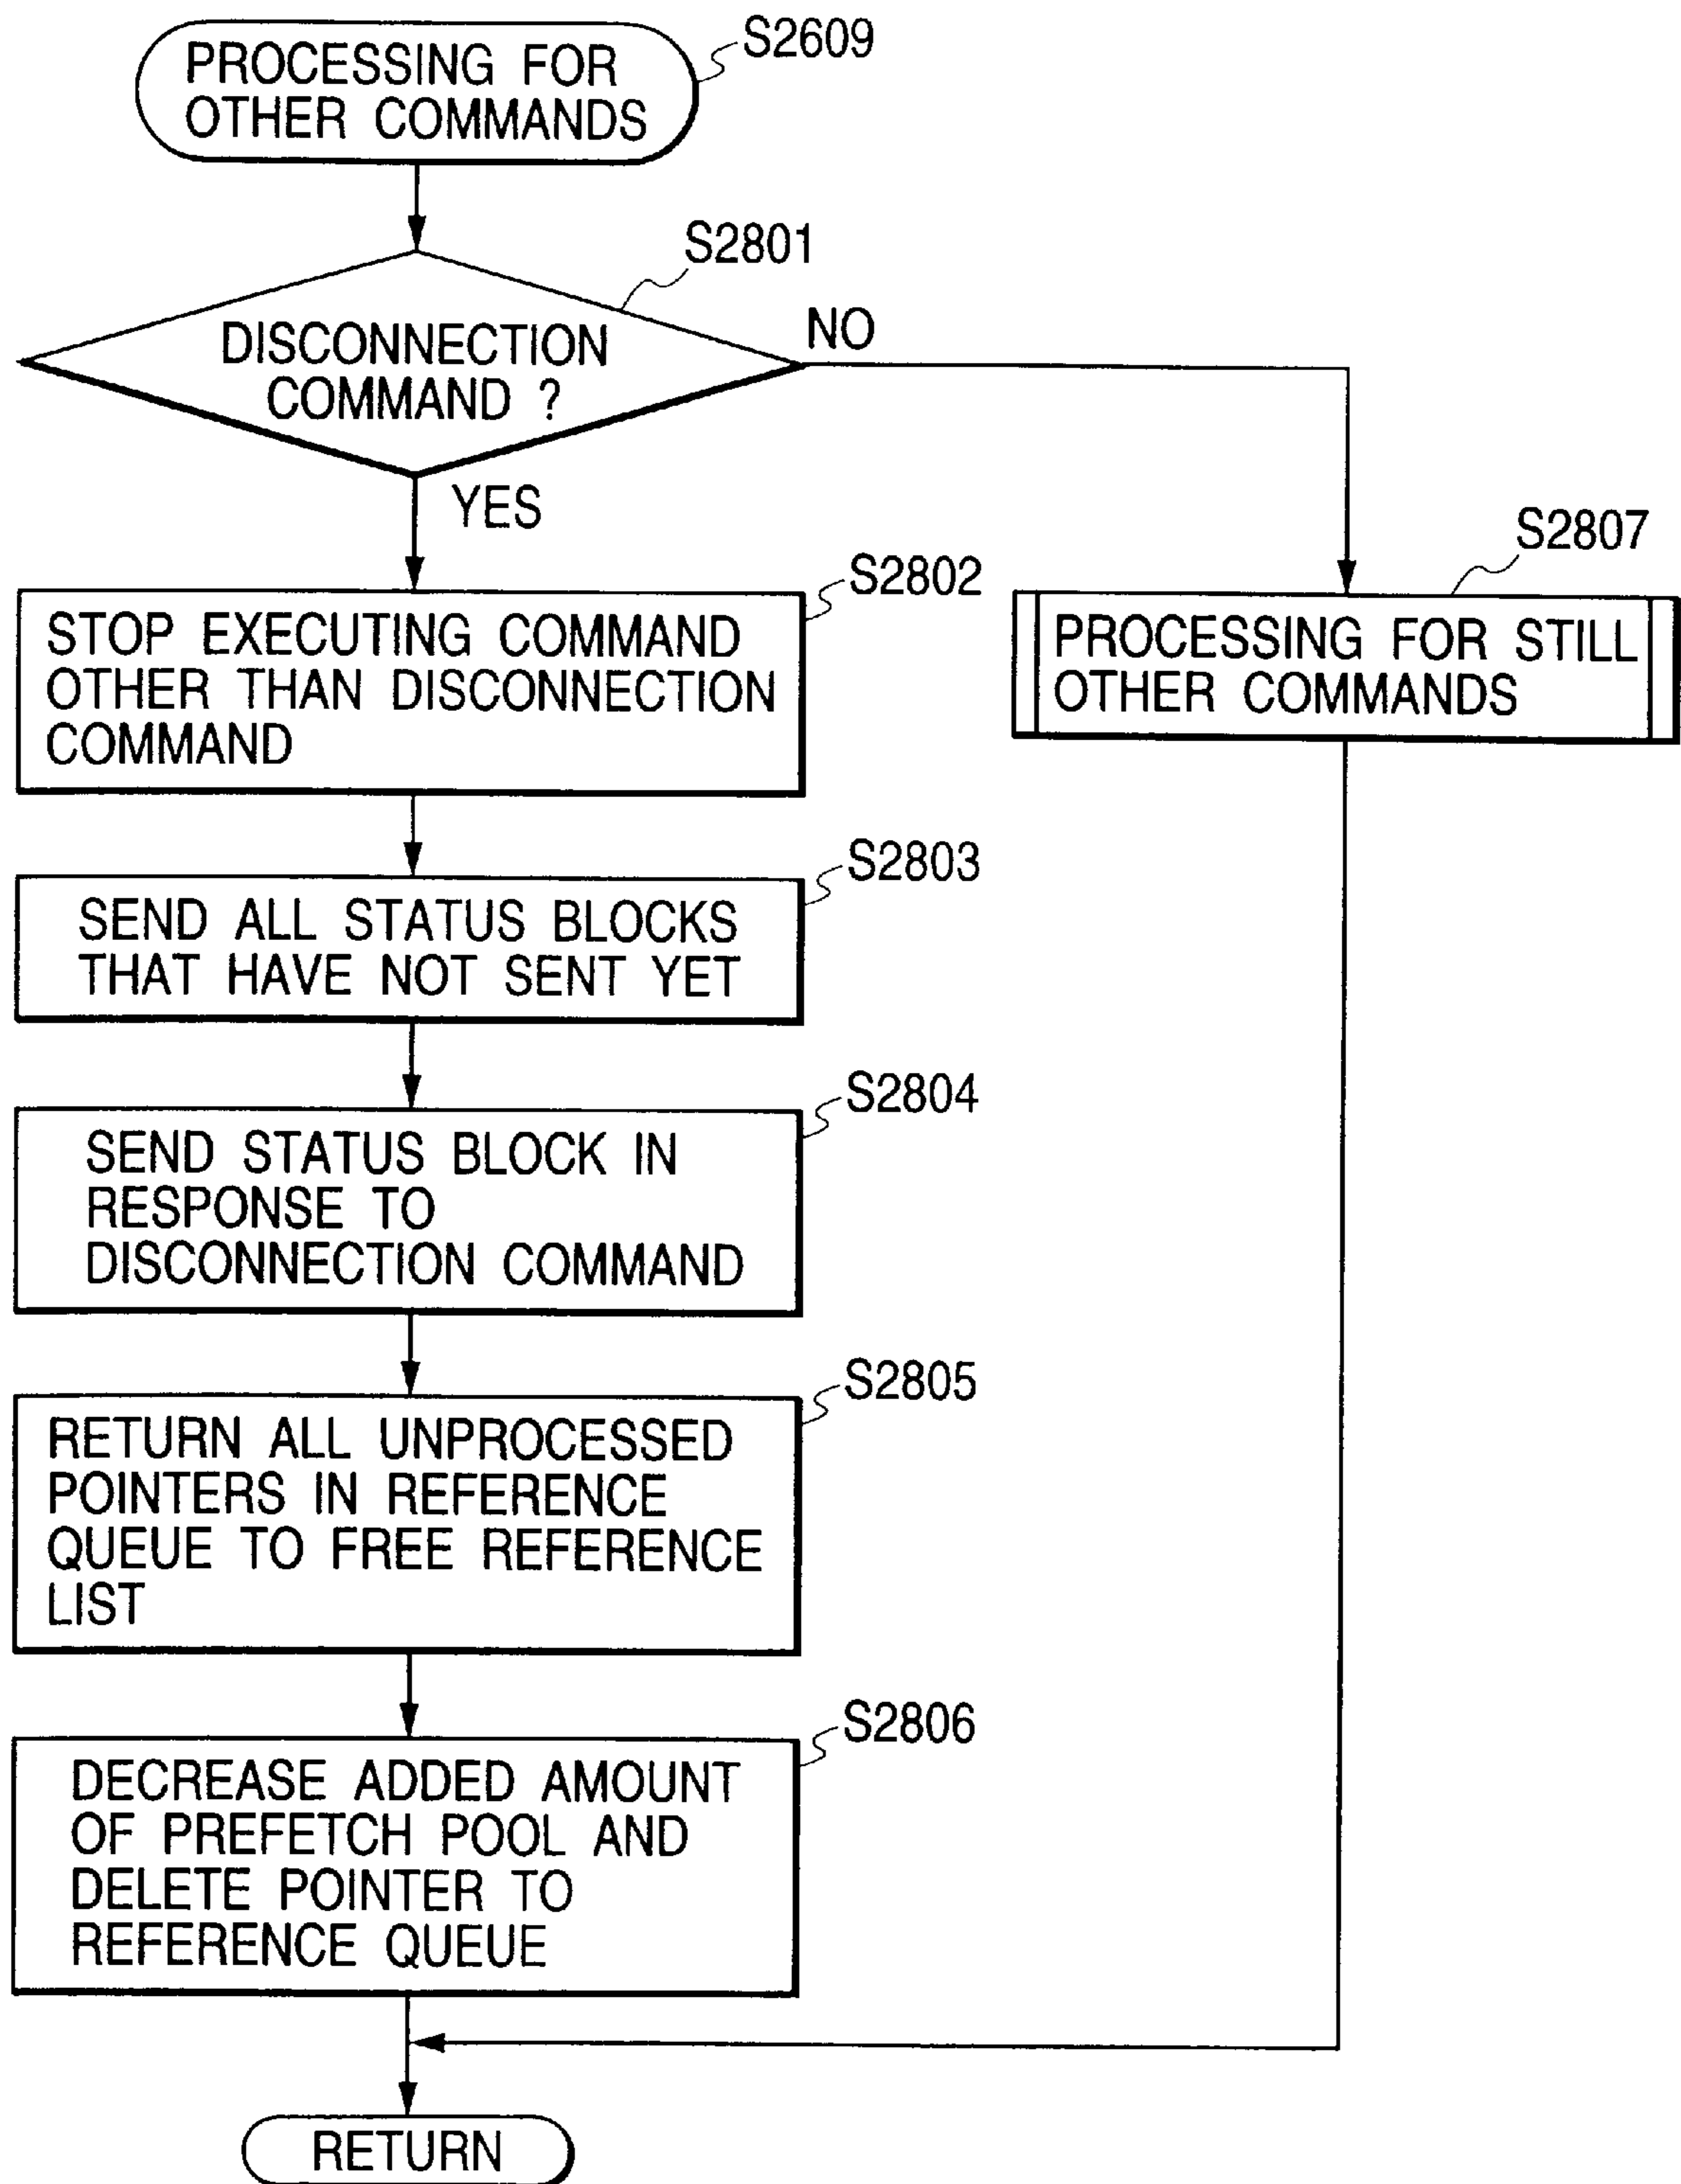 PROCESSING FOR
OTHER COMMANDS
S2609
S2801
DISCONNECTION
COMMAND ?
NO
YES
S2802
STOP EXECUTING COMMAND
OTHER THAN DISCONNECTION
COMMAND
S2807
PROCESSING FOR STILL
OTHER COMMANDS
S2803
SEND ALL STATUS BLOCKS
THAT HAVE NOT SENT YET
S2804
SEND STATUS BLOCK IN
RESPONSE TO
DISCONNECTION COMMAND
S2805
RETURN ALL UNPROCESSED
POINTERS IN REFERENCE
QUEUE TO FREE REFERENCE
LIST
S2806
DECREASE ADDED AMOUNT
OF PREFETCH POOL AND
DELETE POINTER TO
REFERENCE QUEUE
RETURN